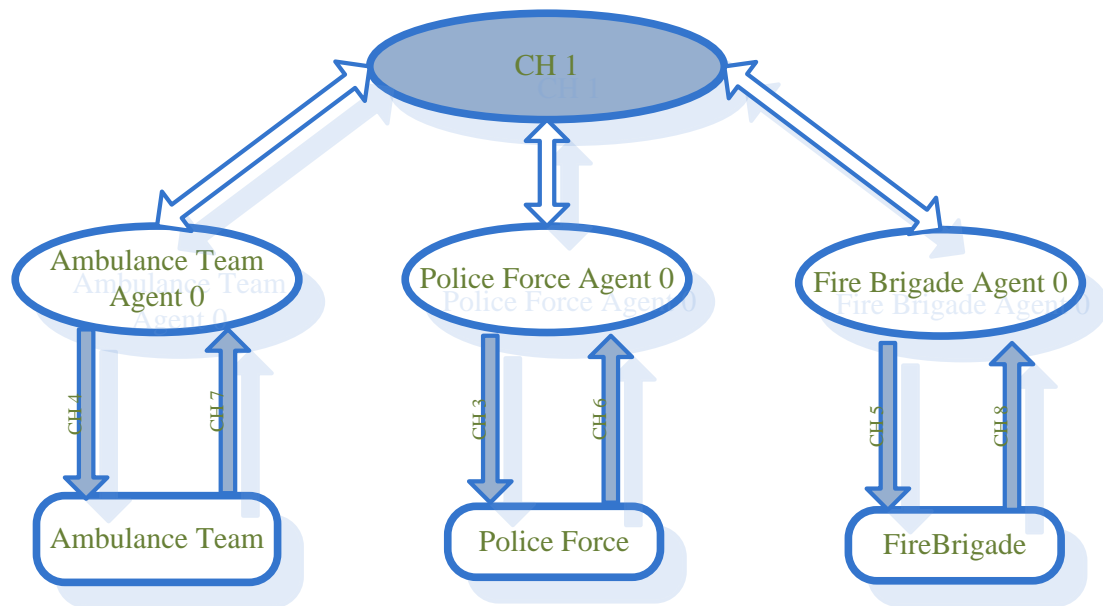 CH 1
Ambulance Team
Agent 0
Police Force Agent 0
Fire Brigade Agent 0
CH 4
CH 7
CH 3
CH 6
CH 5
CH 8
Ambulance Team
Police Force
FireBrigade